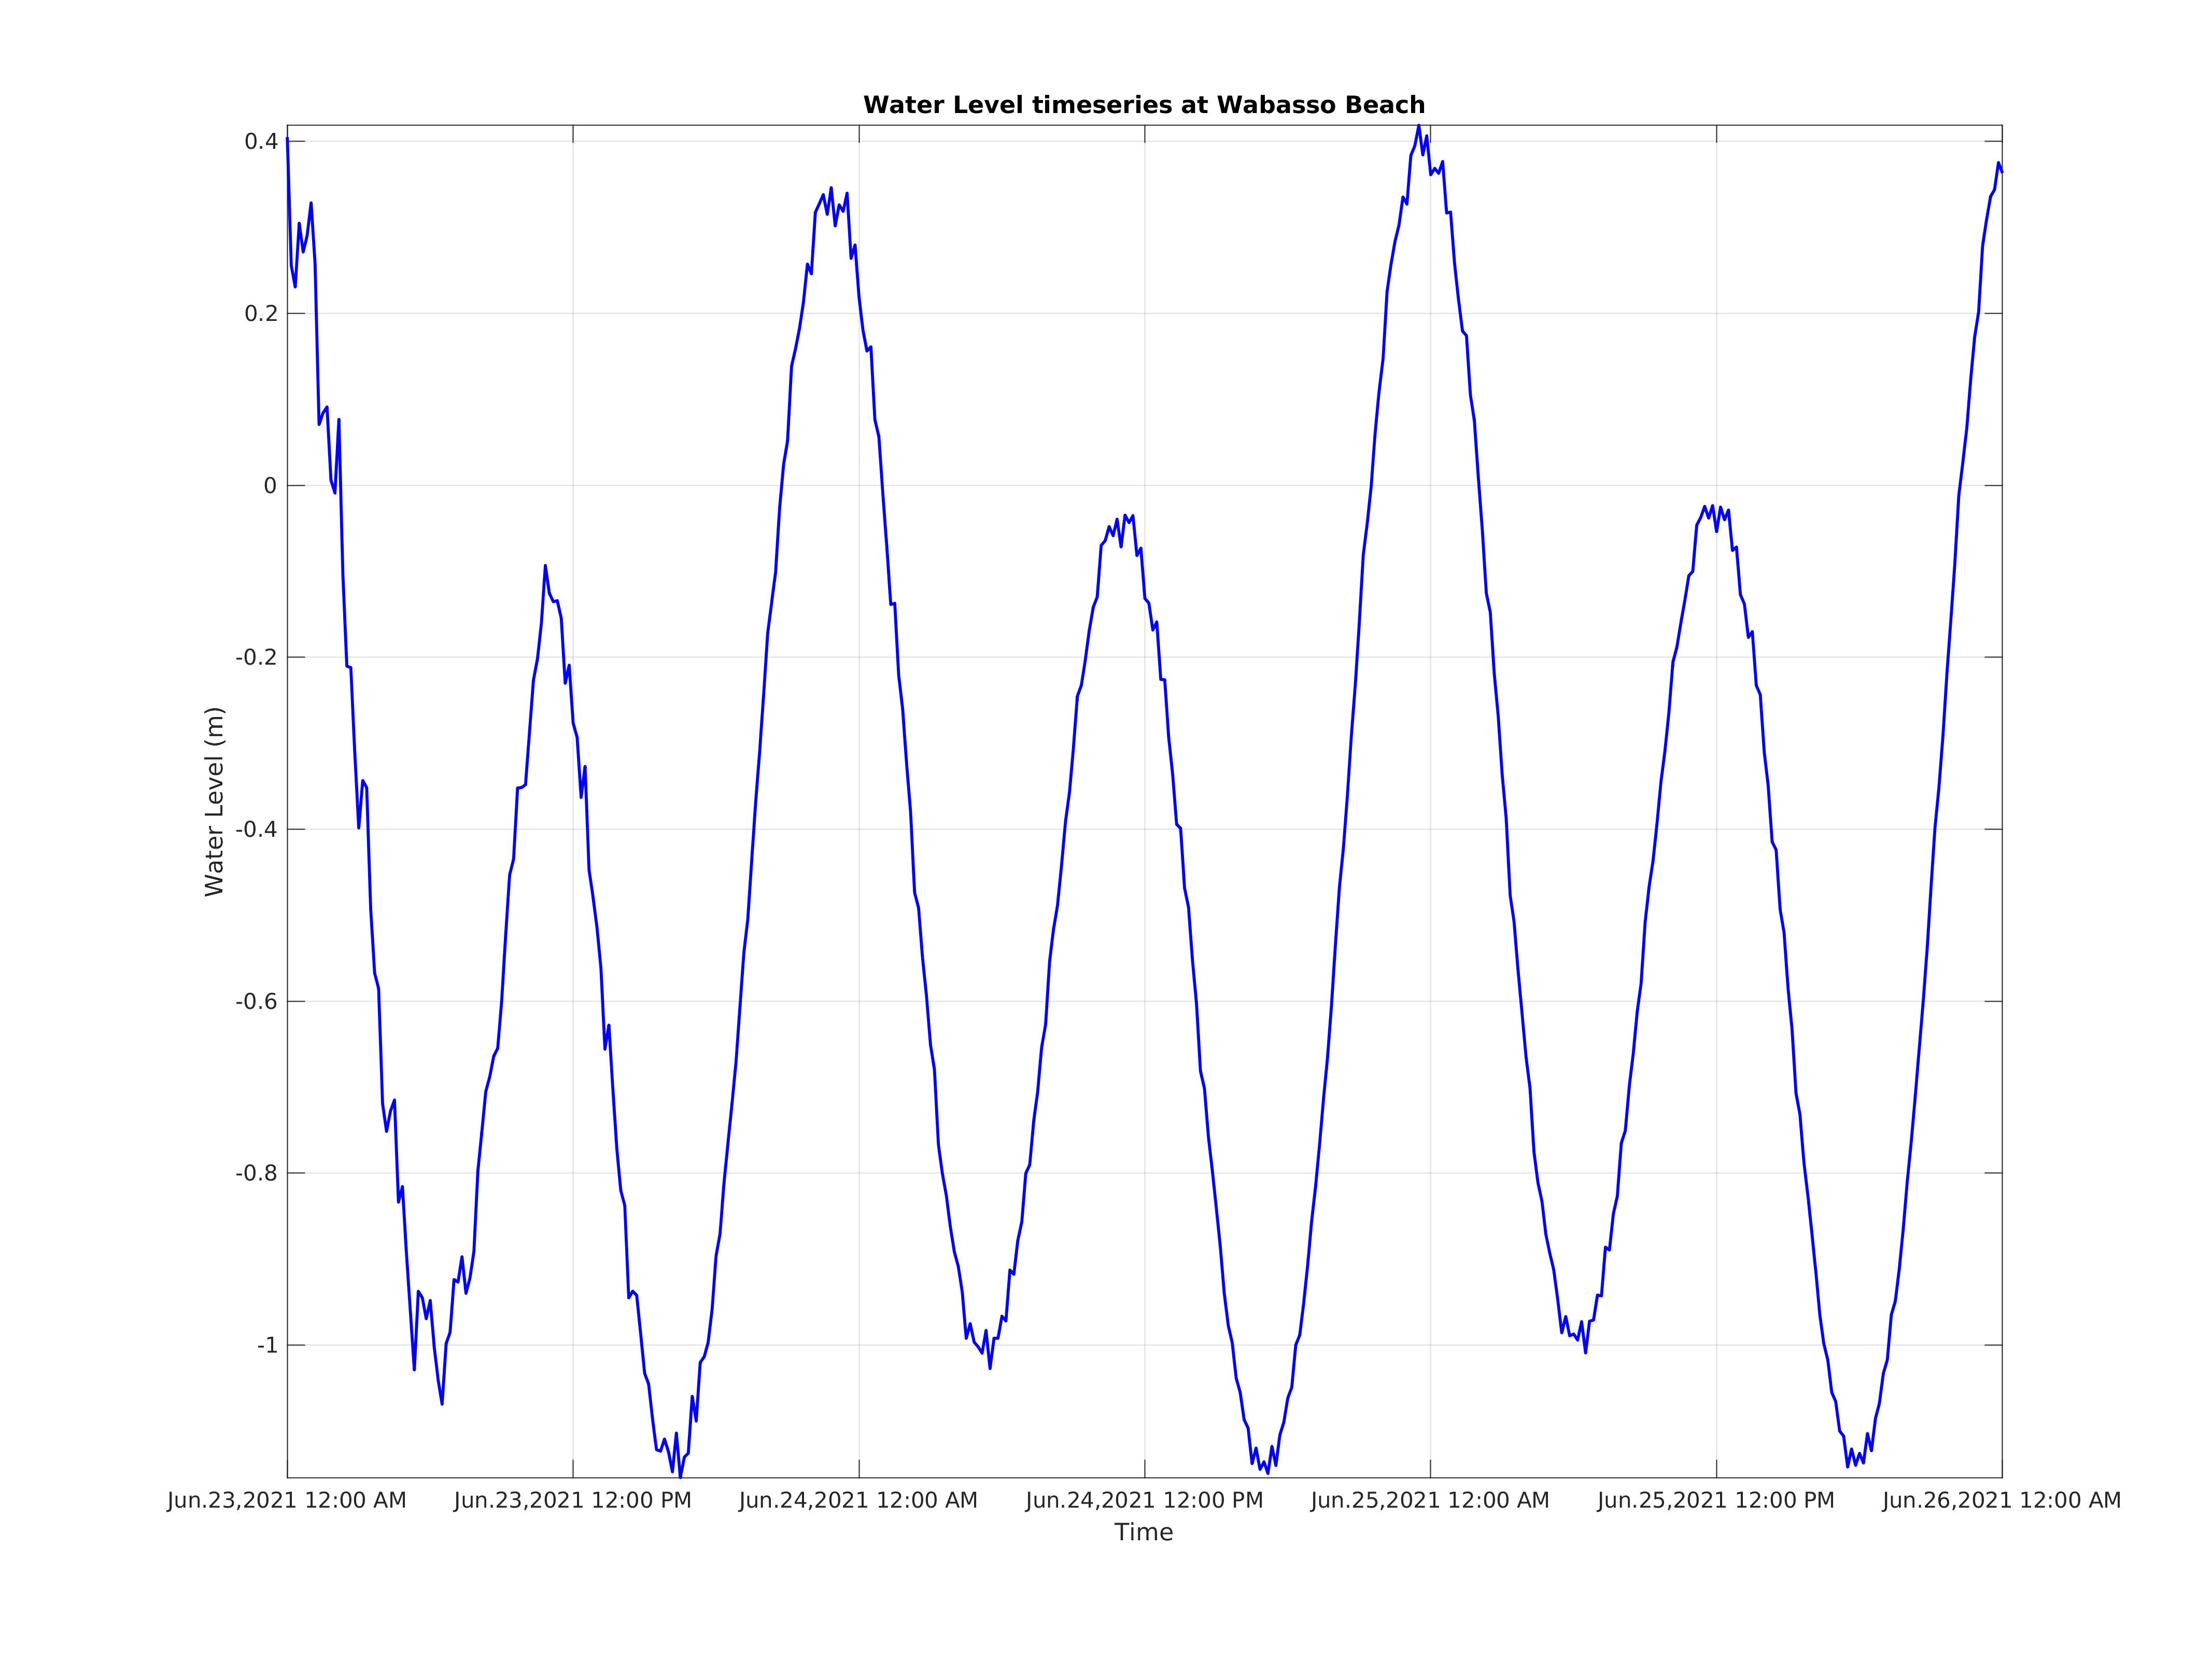 Water Level timeseries at Wabasso Beach
0.4
0.2
0
-0.2
-0.4
-0.6
-0.8
-1
Water Level (m)
Jun.23,2021 12:00 AM Jun.23,2021 12:00 PM Jun.24,2021 12:00 AM Jun.24,2021 12:00 PM Jun.25,2021 12:00 AM Jun.25,2021 12:00 PM Jun.26,2021 12:00 AM
Time